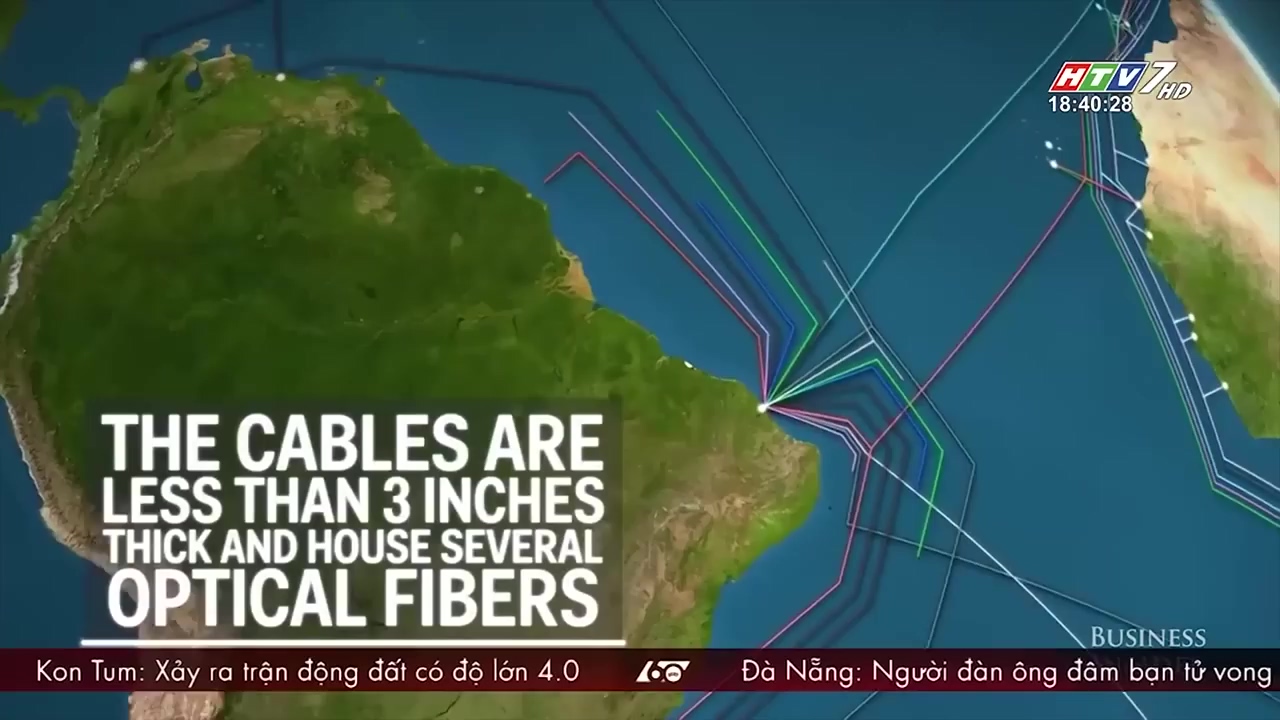 HTV7 HD
18:40:28
THE CABLES ARE
LESS THAN 3 INCHES
THICK AND HOUSE SEVERAL
OPTICAL FIBERS
BUSINESS
Kon Tum: Xảy ra trận động đất có độ lớn 4.0
Đà Nẵng: Người đàn ông đâm bạn tử vong